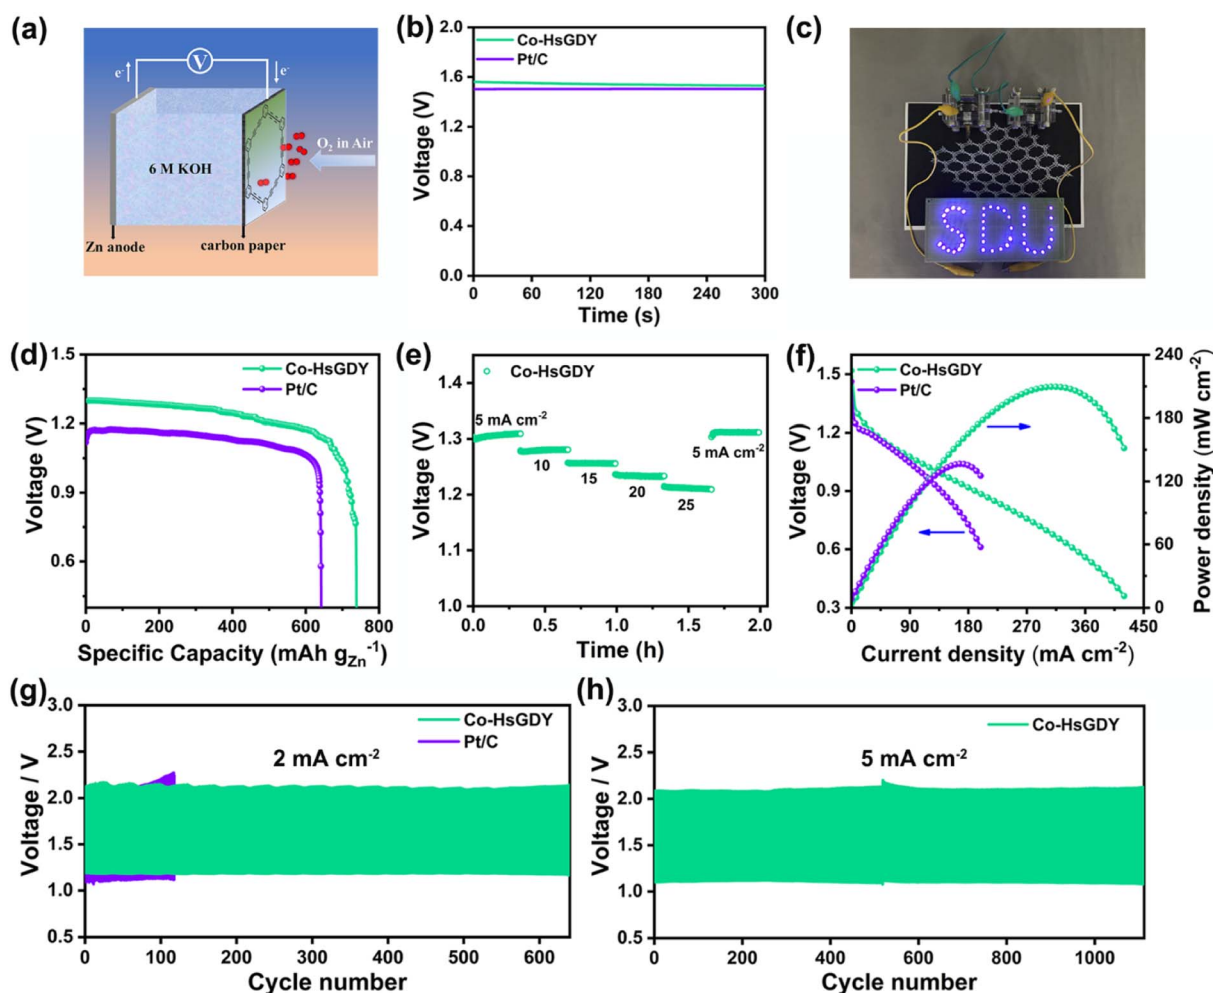 (a)
V
e-
e-
O2 in Air
6 M KOH
Zn anode
carbon paper
(b)
Co-HsGDY
Pt/C
Voltage (V)
2.0
1.6
1.2
0.8
0.4
0.0
0
60
120
180
240
300
Time (s)
(c)
SDU
(d)
Co-HsGDY
Pt/C
Voltage (V)
1.5
1.2
0.9
0.6
0
200
400
600
800
Specific Capacity (mAh gZn-1)
(e)
Co-HsGDY
Voltage (V)
1.4
1.3
1.2
1.1
1.0
5 mA cm-2
10
15
20
25
5 mA cm-2
0.0
0.5
1.0
1.5
2.0
Time (h)
(f)
Co-HsGDY
Pt/C
Voltage (V)
1.5
1.2
0.9
0.6
0.3
240
180
120
60
0
Power density (mW cm-2)
0
90
180
270
360
450
Current density (mA cm-2)
(g)
Co-HsGDY
Pt/C
2 mA cm-2
Voltage / V
3.0
2.5
2.0
1.5
1.0
0.5
0
100
200
300
400
500
600
Cycle number
(h)
Co-HsGDY
5 mA cm-2
Voltage / V
3.0
2.5
2.0
1.5
1.0
0.5
0
200
400
600
800
1000
Cycle number